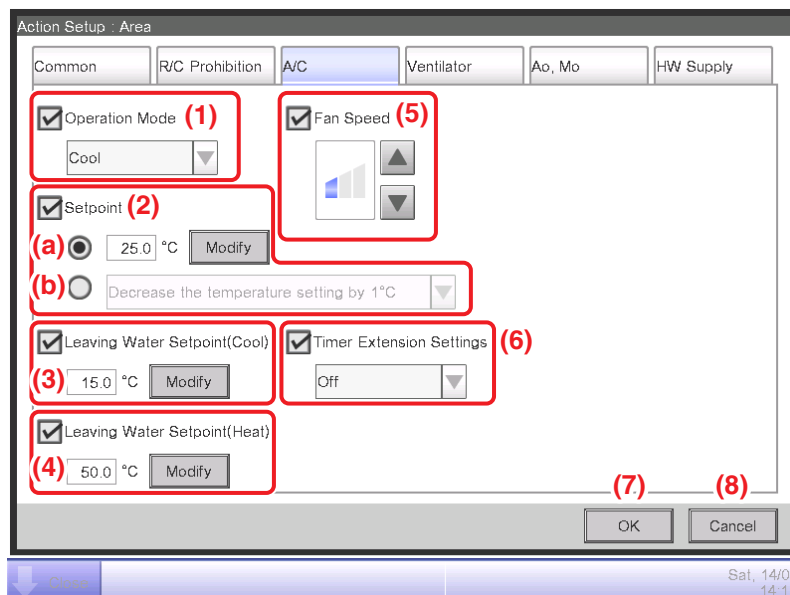 Action Setup : Area
Common R/C Prohibition A/C Ventilator Ao, Mo HW Supply
Operation Mode (1) Fan Speed (5)
Cool
Setpoint (2)
(a) 25.0 °C Modify
(b) Decrease the temperature setting by 1°C
Leaving Water Setpoint(Cool) Timer Extension Settings (6)
(3) 15.0 °C Modify Off
Leaving Water Setpoint(Heat)
(4) 50.0 °C Modify
(7) (8)
OK Cancel
Sat, 14/0
14:1